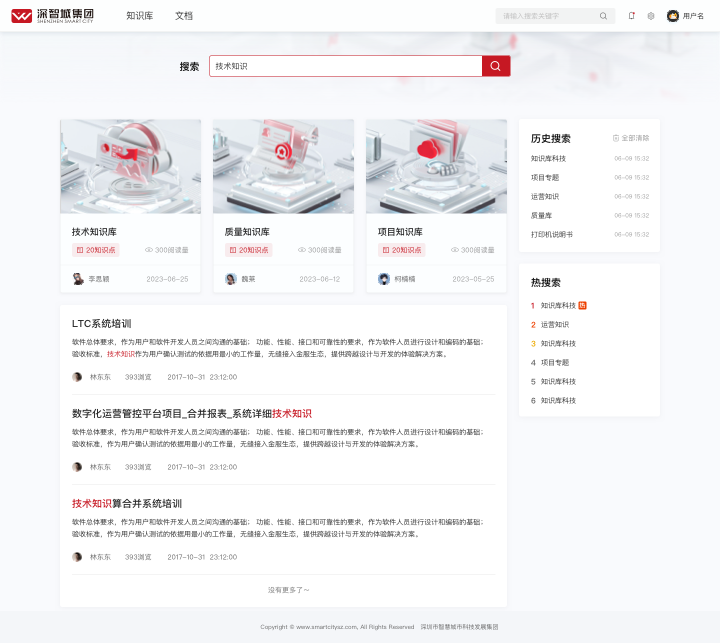 深智城集团
SHENZHEN SMART CITY
知识库
文档
请输入搜索关键字
用户名
搜索
技术知识
技术知识库
20知识点
300阅读量
李思颖
2023-06-25
质量知识库
20知识点
300阅读量
魏莱
2023-06-12
项目知识库
20知识点
300阅读量
柯楠楠
2023-05-25
历史搜索
全部清除
知识库科技
06-09 15:32
项目专题
06-09 15:32
运营知识
06-09 15:32
质量库
06-09 15:32
打印机说明书
06-09 15:32
热搜索
1 知识库科技 热
2 运营知识
3 知识库科技
4 项目专题
5 知识库科技
6 知识库科技
LTC系统培训
软件总体要求，作为用户和软件开发人员之间沟通的基础； 功能、性能、接口和可靠性的要求，作为软件人员进行设计和编码的基础；
验收标准，技术知识作为用户确认测试的依据用最小的工作量，无缝接入金服生态，提供跨越设计与开发的体验解决方案。
林东东 393浏览 2017-10-31 23:12:00
数字化运营管控平台项目_合并报表_系统详细技术知识
软件总体要求，作为用户和软件开发人员之间沟通的基础； 功能、性能、接口和可靠性的要求，作为软件人员进行设计和编码的基础；
验收标准，作为用户确认测试的依据用最小的工作量，无缝接入金服生态，提供跨越设计与开发的体验解决方案。
林东东 393浏览 2017-10-31 23:12:00
技术知识算合并系统培训
软件总体要求，作为用户和软件开发人员之间沟通的基础； 功能、性能、接口和可靠性的要求，作为软件人员进行设计和编码的基础；
验收标准，作为用户确认测试的依据用最小的工作量，无缝接入金服生态，提供跨越设计与开发的体验解决方案。
林东东 393浏览 2017-10-31 23:12:00
没有更多了～
Copyright © www.smartcitysz.com, All Rights Reserved 深圳市智慧城市科技发展集团